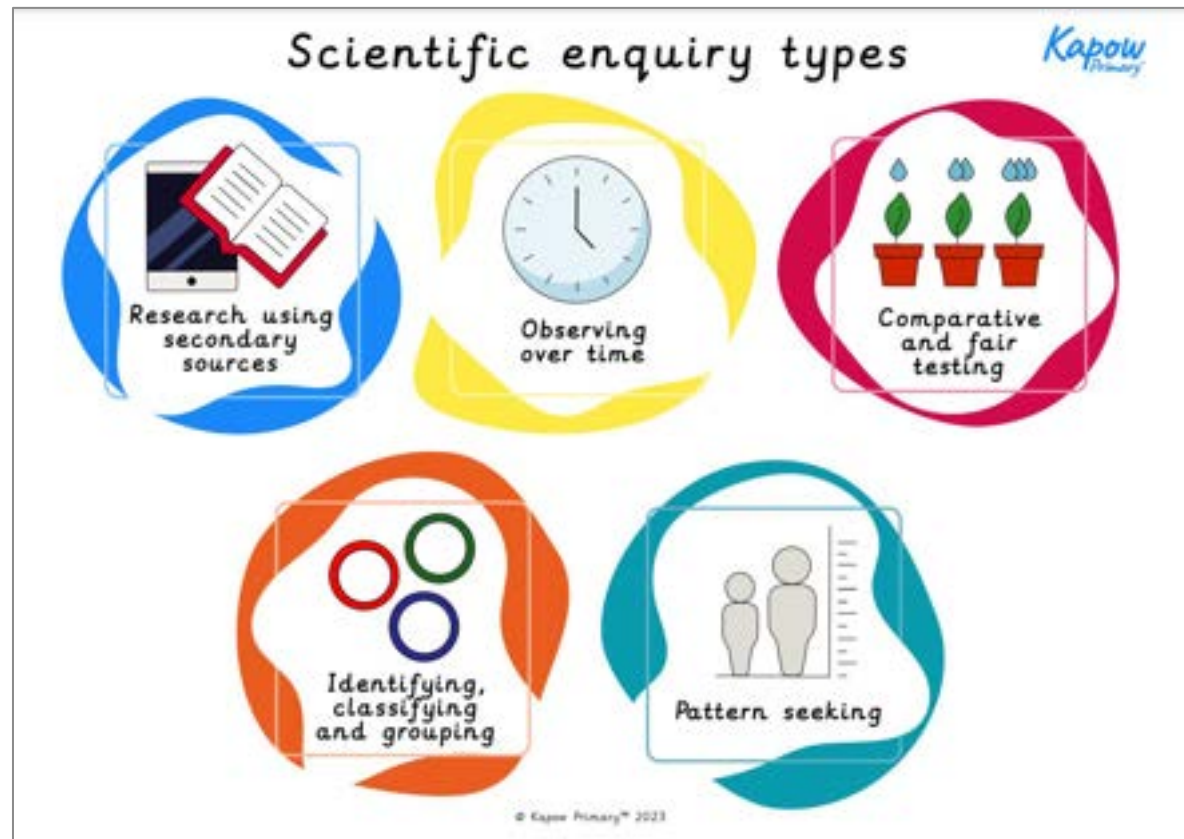 Scientific enquiry types
Kapow
Primary
Research using
secondary
sources
Observing
over time
Comparative
and fair
testing
Identifying,
classifying
and grouping
Pattern seeking
© Kapow Primary™ 2023